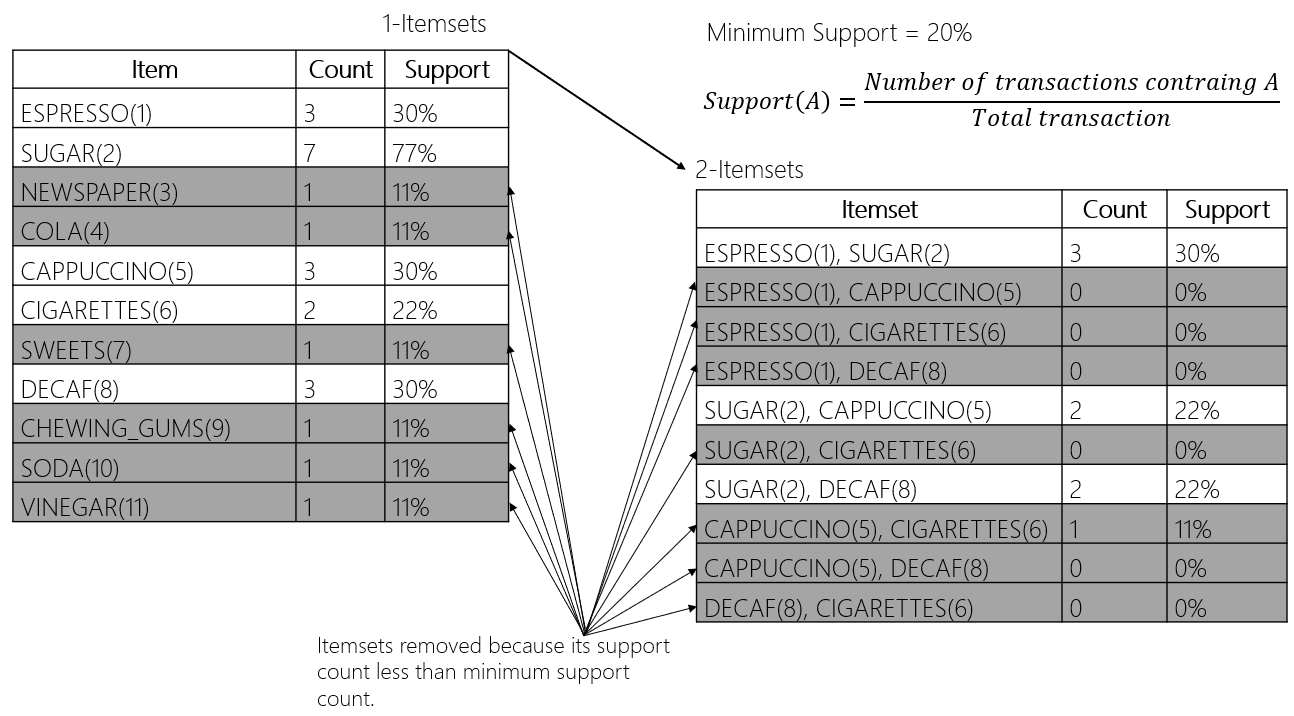 1-Itemsets
Item Count Support
ESPRESSO(1) 3 30%
SUGAR(2) 7 77%
NEWSPAPER(3) 1 11%
COLA(4) 1 11%
CAPPUCCINO(5) 3 30%
CIGARETTES(6) 2 22%
SWEETS(7) 1 11%
DECAF(8) 3 30%
CHEWING_GUMS(9) 1 11%
SODA(10) 1 11%
VINEGAR(11) 1 11%
Minimum Support = 20%
Support(A) = Number of transactions contraing A
Total transaction
2-Itemsets
Itemset Count Support
ESPRESSO(1), SUGAR(2) 3 30%
ESPRESSO(1), CAPPUCCINO(5) 0 0%
ESPRESSO(1), CIGARETTES(6) 0 0%
ESPRESSO(1), DECAF(8) 0 0%
SUGAR(2), CAPPUCCINO(5) 2 22%
SUGAR(2), CIGARETTES(6) 0 0%
SUGAR(2), DECAF(8) 2 22%
CAPPUCCINO(5), CIGARETTES(6) 1 11%
CAPPUCCINO(5), DECAF(8) 0 0%
DECAF(8), CIGARETTES(6) 0 0%
Itemsets removed because its support
count less than minimum support
count.